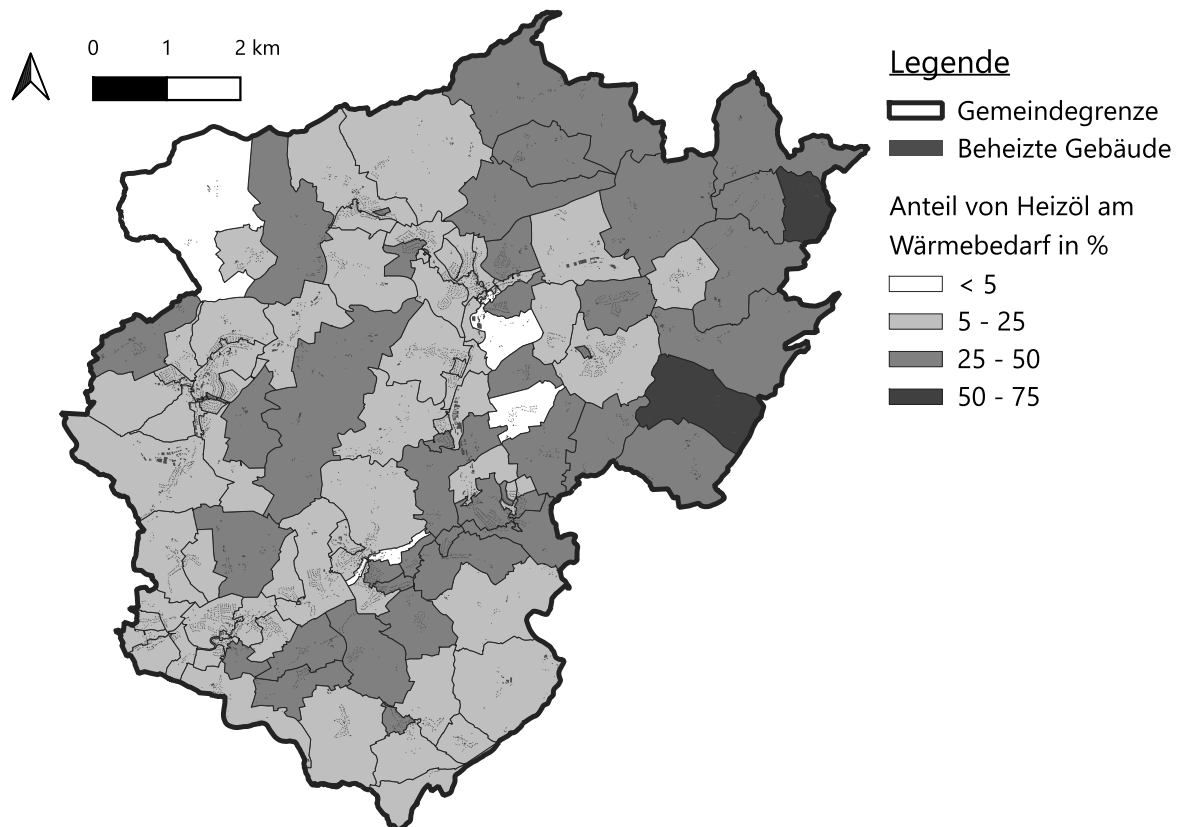 0 1 2 km
Legende
Gemeindegrenze
Beheizte Gebäude
Anteil von Heizöl am
Wärmebedarf in %
< 5
5 - 25
25 - 50
50 - 75